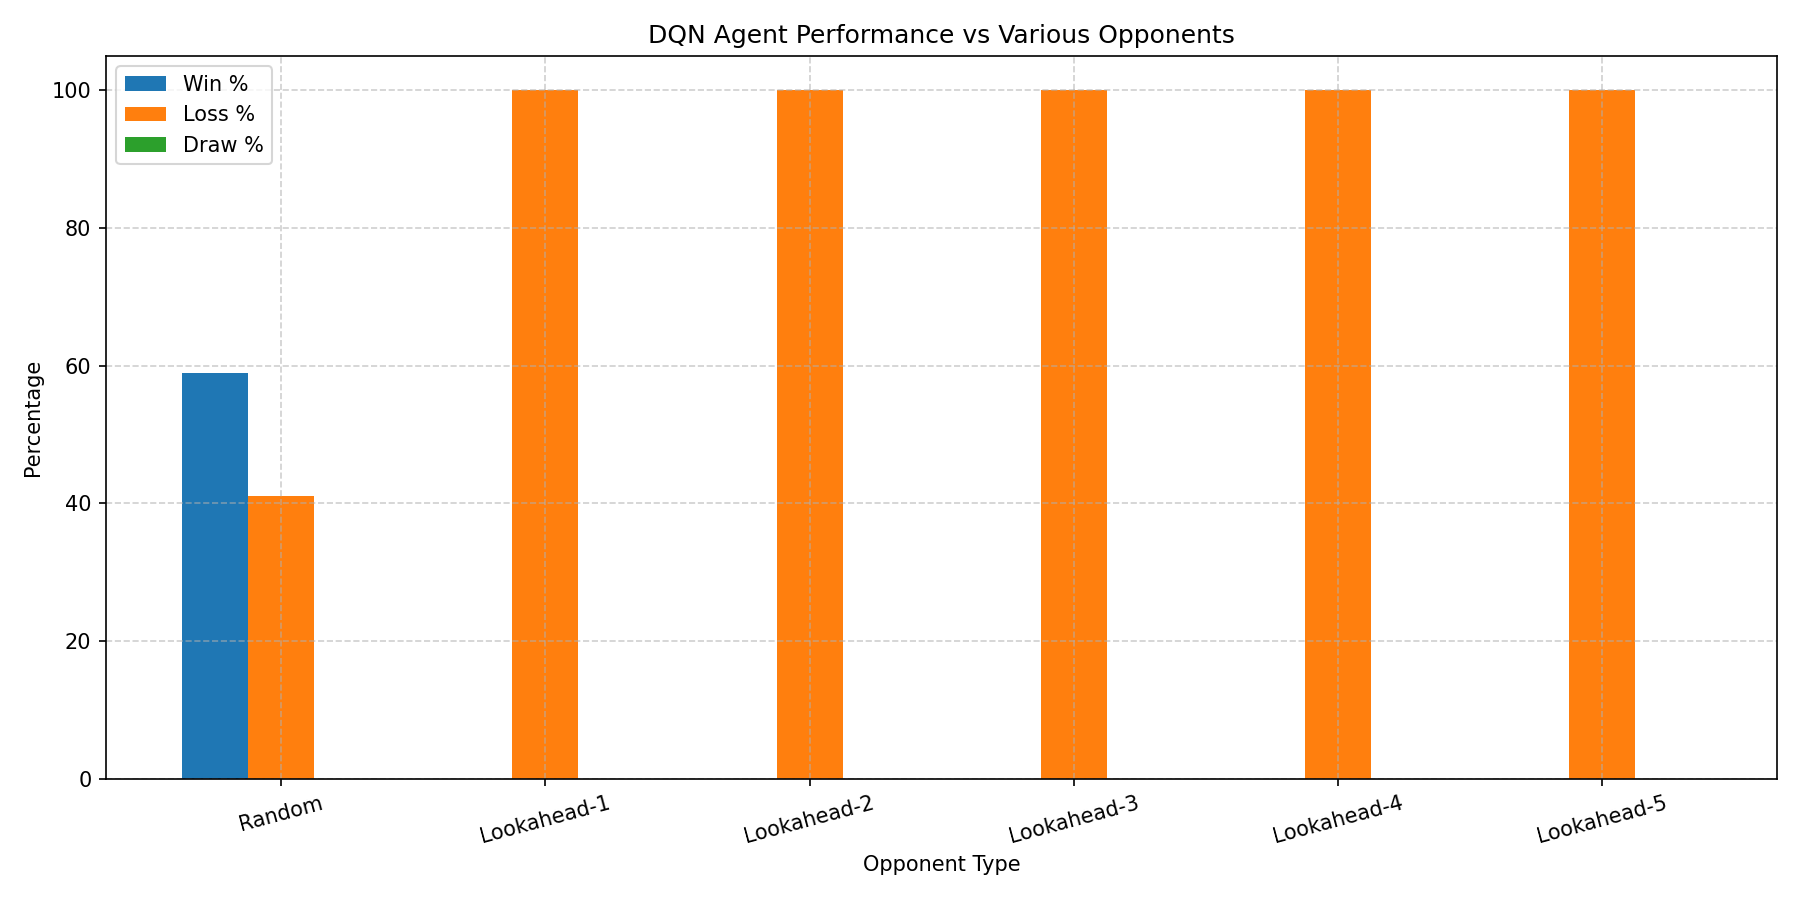 DQN Agent Performance vs Various Opponents
Win %
Loss %
Draw %
100
80
60
40
20
0
Percentage
Random
Lookahead-1
Lookahead-2
Lookahead-3
Lookahead-4
Lookahead-5
Opponent Type